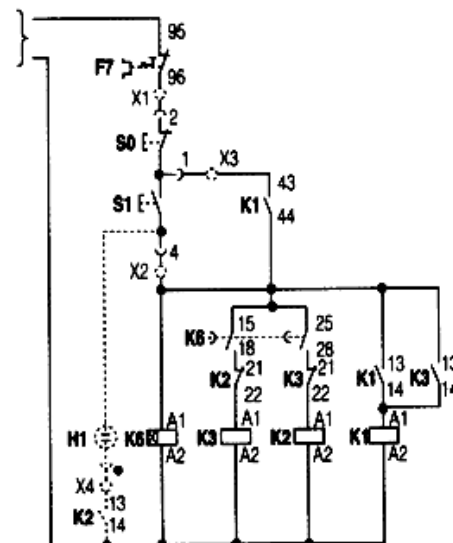 95
F7
96
X1
2
S0
1 X3
43
S1 K1
44
4
X2
15 25
K6
18 28
21 21
K2 K3
22 22
13 13
K1 K3
14 14
A1 A1 A1 A1
H1 K6 K3 K2 K1
A2 A2 A2 A2
X4
13
K2
14